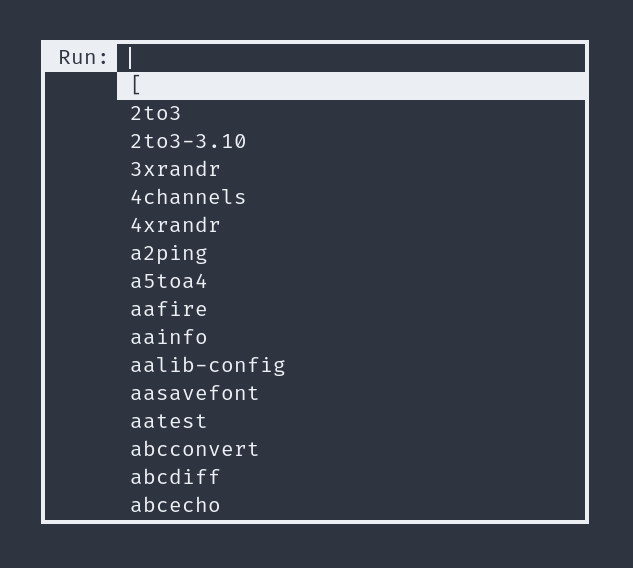 Run:
[
2to3
2to3-3.10
3xrandr
4channels
4xrandr
a2ping
a5toa4
aafire
aainfo
aalib-config
aasavefont
aatest
abcconvert
abcdiff
abcecho